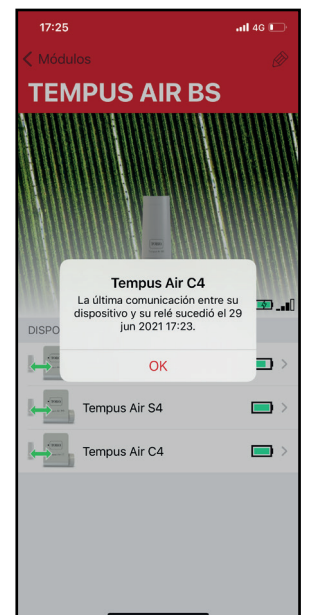 17:25
4G
Módulos
TEMPUS AIR BS
Tempus Air C4
La última comunicación entre su
dispositivo y su relé sucedió el 29
jun 2021 17:23.
OK
DISPO
Tempus Air S4
Tempus Air C4